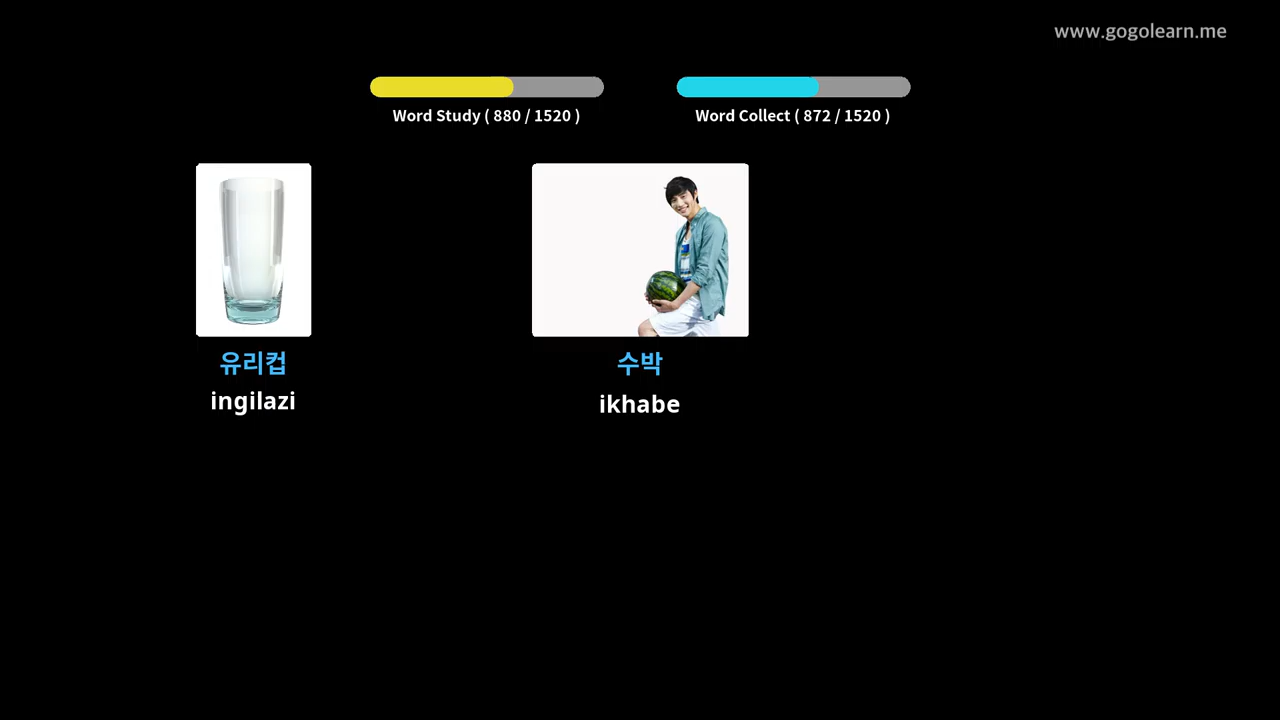 www.gogolearn.me
Word Study ( 880 / 1520 )
Word Collect ( 872 / 1520 )
유리컵
ingilazi
수박
ikhabe